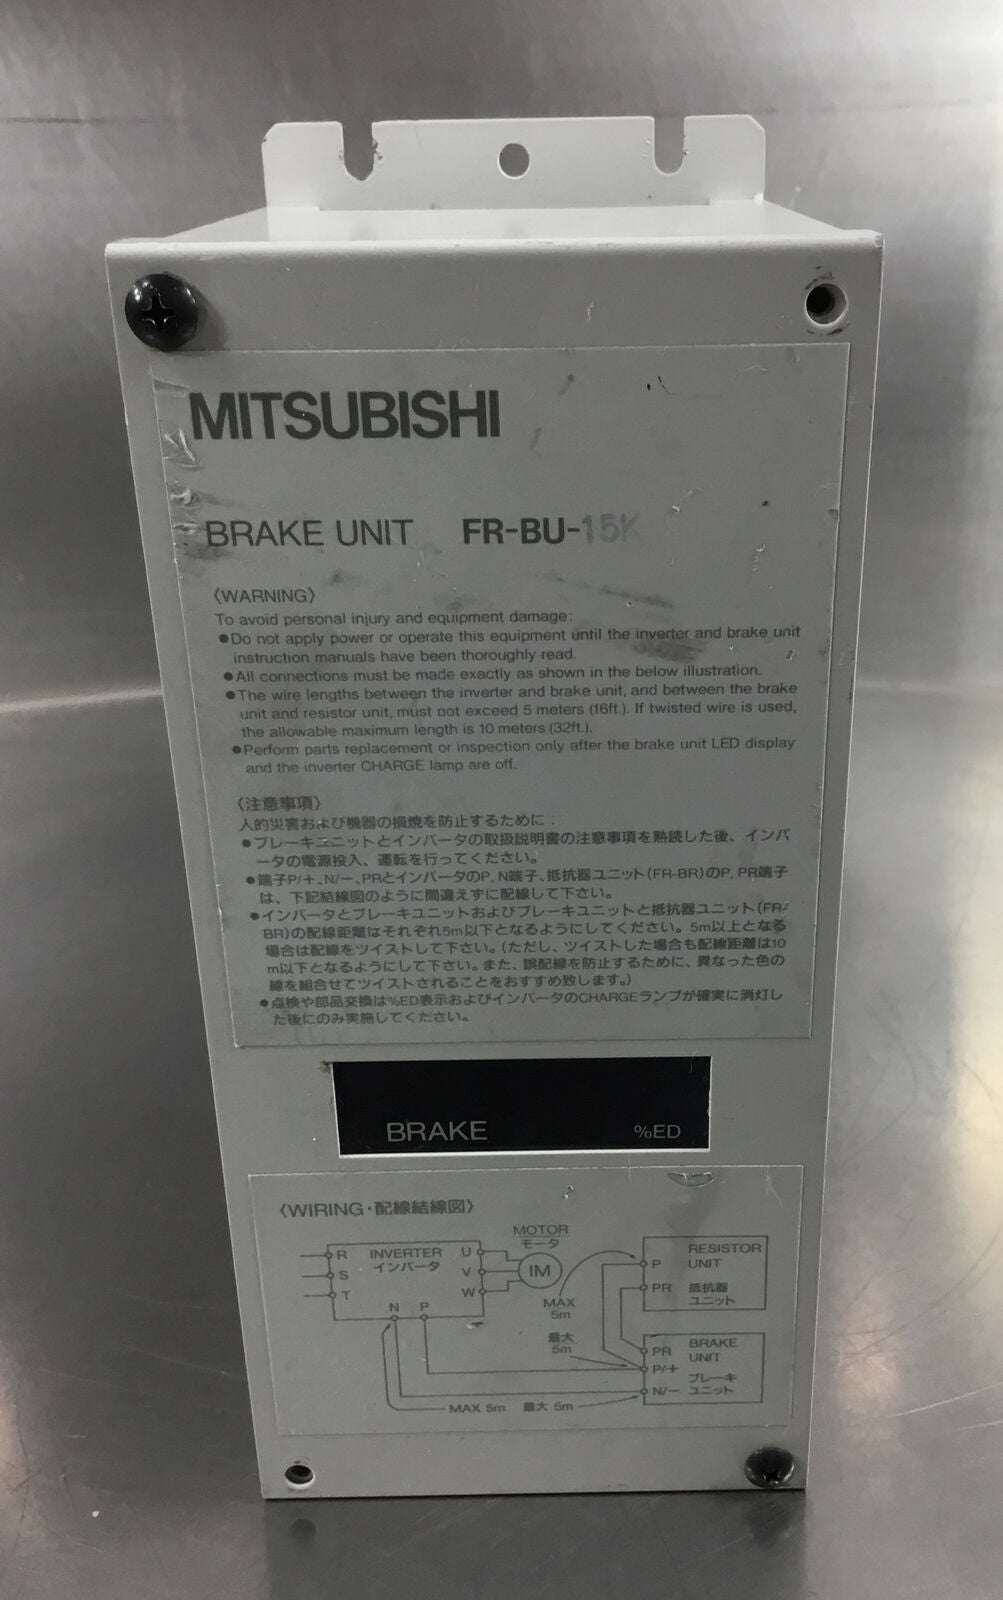 MITSUBISHI
BRAKE UNIT FR-BU-15K
〈WARNING〉
To avoid personal injury and equipment damage:
●Do not apply power or operate this equipment until the inverter and brake unit
instruction manuals have been thoroughly read.
●All connections must be made exactly as shown in the below illustration.
●The wire lengths between the inverter and brake unit, and between the brake
unit and resistor unit, must not exceed 5 meters (16ft.). If twisted wire is used,
the allowable maximum length is 10 meters (32ft.).
●Perform parts replacement or inspection only after the brake unit LED display
and the inverter CHARGE lamp are off.
〈注意事項〉
人的災害および機器の損焼を防止するために:
●ブレーキユニットとインバータの取扱説明書の注意事項を熟読した後、インバ
ータの電源投入、運転を行ってください。
●端子P/+、N/−、PRとインバータのP, N端子、抵抗器ユニット(FR-BR)のP, PR端子
は、下記結線図のように間違えずに配線して下さい。
●インバータとブレーキユニットおよびブレーキユニットと抵抗器ユニット(FR-
BR)の配線距離はそれぞれ5m以下となるようにしてください。5m以上となる
場合は配線をツイストして下さい。(ただし、ツイストした場合も配線距離は10
m以下となるようにして下さい。また、誤配線を防止するために、異なった色の
線を組合せてツイストされることをおすすめ致します。)
●点検や部品交換は%ED表示およびインバータのCHARGEランプが確実に消灯し
た後にのみ実施してください。
BRAKE %ED
〈WIRING・配線結線図〉
R INVERTER U
インバータ
S V
T W
N P
MOTOR
モータ
IM
MAX
5m
最大
5m
RESISTOR
P UNIT
PR 抵抗器
ユニット
PR BRAKE
UNIT
P/+
ブレーキ
N/− ユニット
MAX 5m 最大 5m